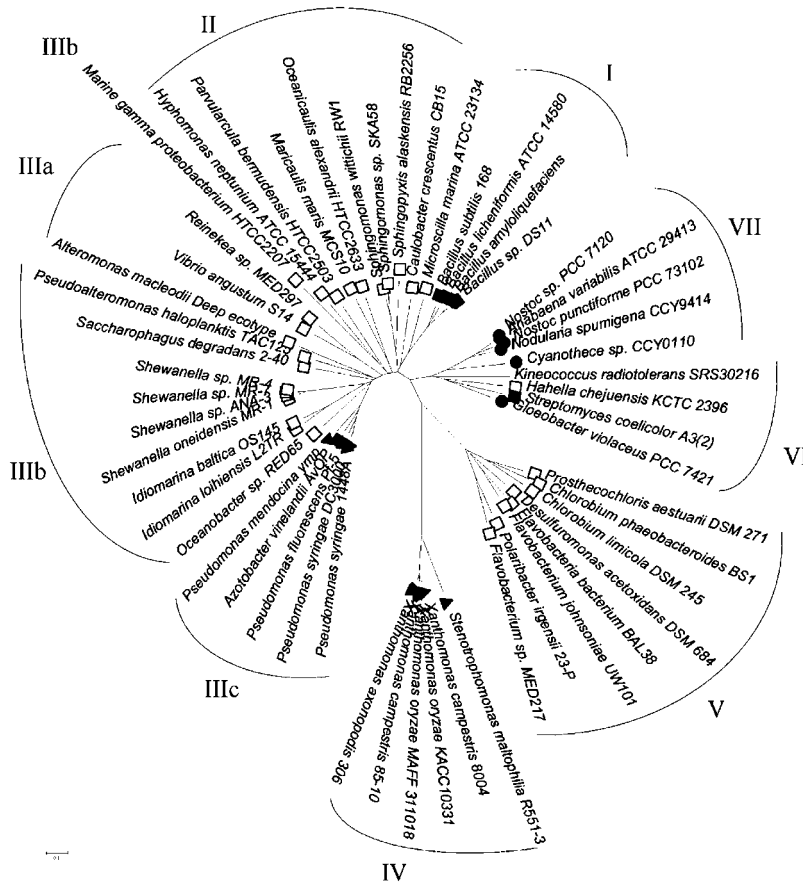 II
I
IIIb
IIIa
VII
VI
V
IV
IIIc
IIIb
Marine gamma proteobacterium HTCC2207
Hyphomonas neptunium ATCC 15444
Parvularcula bermudensis HTCC2503
Maricaulis maris MCS10
Oceanicaulis alexandrii HTCC2633
Sphingomonas wittichii RW1
Sphingomonas sp. SKA58
Sphingopyxis alaskensis RB2256
Caulobacter crescentus CB15
Microscilla marina ATCC 23134
Bacillus subtilis 168
Bacillus licheniformis ATCC 14580
Bacillus amyloliquefaciens
Bacillus sp. DS11
Nostoc sp. PCC 7120
Anabaena variabilis ATCC 29413
Nostoc punctiforme PCC 73102
Nodularia spumigena CCY9414
Cyanothece sp. CCY0110
Kineococcus radiotolerans SRS30216
Hahella chejuensis KCTC 2396
Streptomyces coelicolor A3(2)
Gloeobacter violaceus PCC 7421
Prosthecochloris aestuarii DSM 271
Chlorobium phaeobacteroides BS1
Chlorobium limicola DSM 245
Desulfuromonas acetoxidans DSM 684
Flavobacteria bacterium BAL38
Flavobacterium johnsoniae UW101
Polaribacter irgensii 23-P
Flavobacterium sp. MED217
Stenotrophomonas maltophilia R551-3
Xanthomonas campestris 8004
Xanthomonas oryzae KACC10331
Xanthomonas oryzae MAFF 311018
Xanthomonas campestris 85-10
Xanthomonas axonopodis 306
Pseudomonas syringae 1448A
Pseudomonas syringae DC3000
Pseudomonas fluorescens
Azotobacter vinelandii AvOP
Pseudomonas mendocina ymp
Oceanobacter sp. RED65
Idiomarina loihiensis L2TR
Idiomarina baltica OS145
Shewanella oneidensis MR-1
Shewanella sp. ANA-3
Shewanella sp. MR-7
Shewanella sp. MR-4
Saccharophagus degradans 2-40
Pseudoalteromonas haloplanktis TAC125
Alteromonas macleodii Deep ecotype
Vibrio angustum S14
Reinekea sp. MED297
0.1